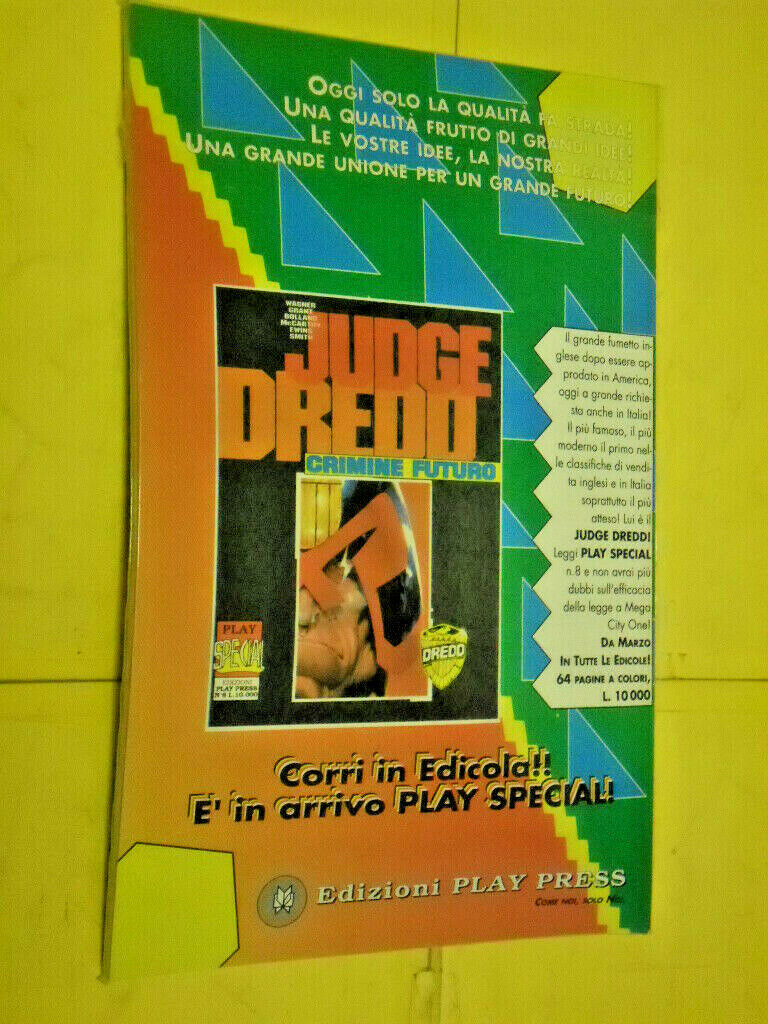 OGGI SOLO LA QUALITÀ FA STRADA!
UNA QUALITÀ FRUTTO DI GRANDI IDEE!
LE VOSTRE IDEE, LA NOSTRA REALTÀ!
UNA GRANDE UNIONE PER UN GRANDE FUTURO!
WAGNER
GRANT
BOLLAND
McCARTHY
EWINS
SMITH
JUDGE
DREDD
CRIMINE FUTURO
PLAY
SPECIAL
EDIZIONI
PLAY PRESS
N°8 L.10.000
DREDD
Il grande fumetto in-
glese dopo essere ap-
prodato in America,
oggi a grande richie-
sta anche in Italia!
Il più famoso, il più
moderno il primo nel-
le classifiche di vendi-
ta inglesi e in Italia
soprattutto il più
atteso! Lui è il
JUDGE DREDD!
Leggi PLAY SPECIAL
n.8 e non avrai più
dubbi sull'efficacia
della legge a Mega
City One!
DA MARZO
IN TUTTE LE EDICOLE!
64 PAGINE A COLORI,
L. 10000
Corri in Edicola!!
E' in arrivo PLAY SPECIAL!
Edizioni PLAY PRESS
COME NOI, SOLO NOI.